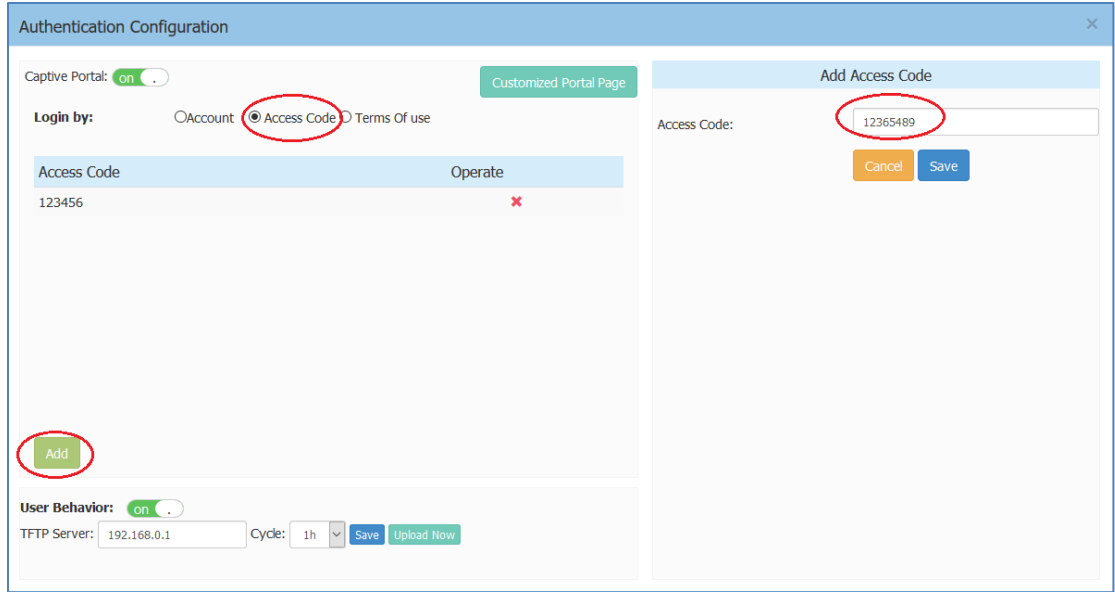 Authentication Configuration ×
Captive Portal: on .
Customized Portal Page
Login by: Account Access Code Terms Of use
Access Code Operate
123456
Add
User Behavior: on .
TFTP Server: 192.168.0.1 Cycle: 1h Save Upload Now
Add Access Code
Access Code: 12365489
Cancel Save